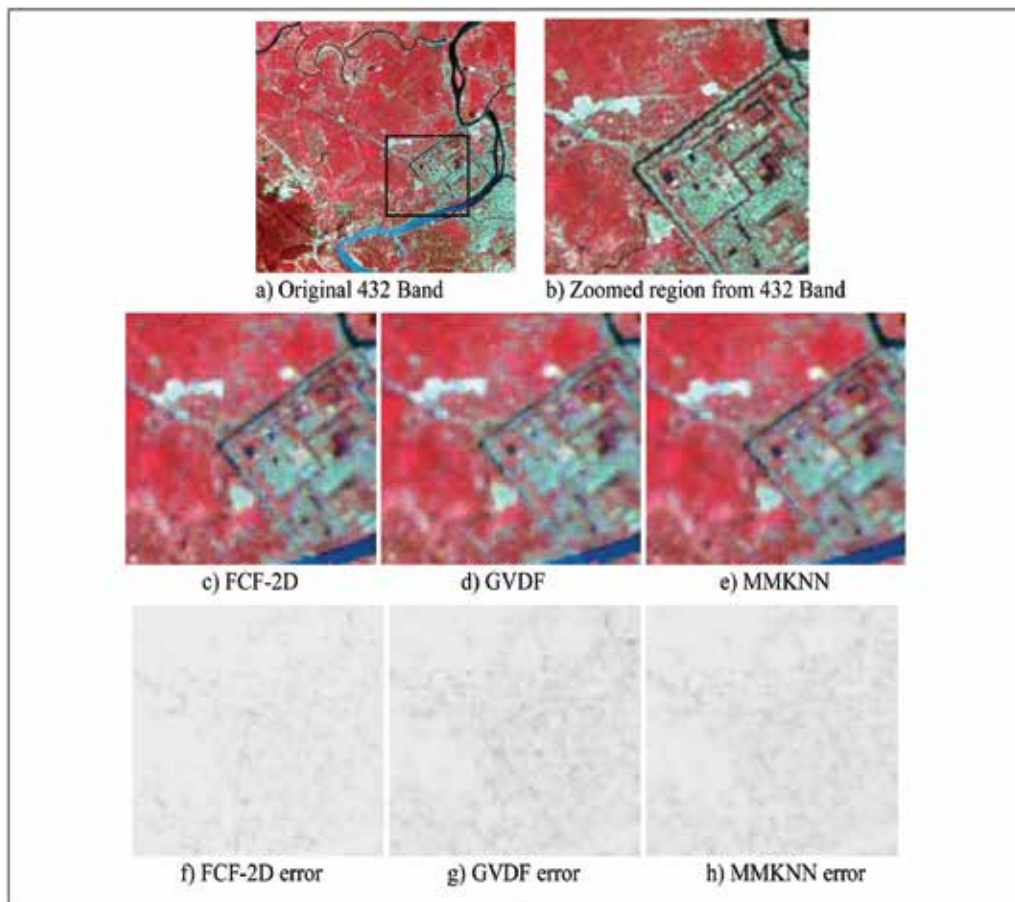 a) Original 432 Band
b) Zoomed region from 432 Band
c) FCF-2D
d) GVDF
e) MMKNN
f) FCF-2D error
g) GVDF error
h) MMKNN error